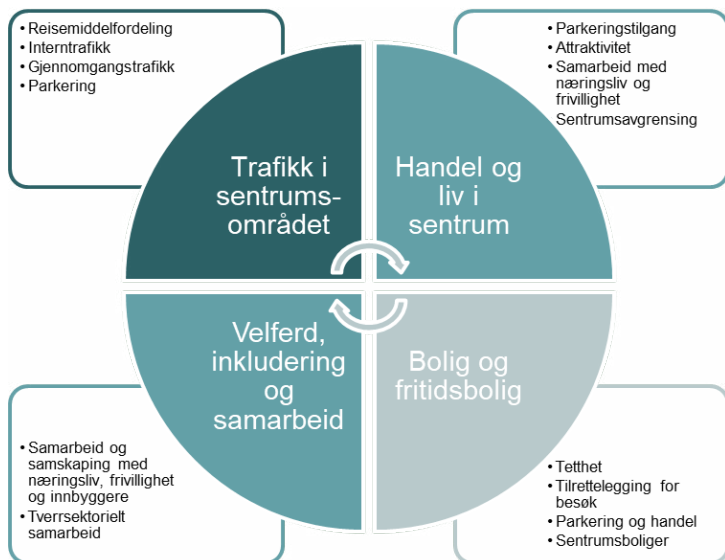 • Reisemiddelfordeling
• Interntrafikk
• Gjennomgangstrafikk
• Parkering
• Parkeringstilgang
• Attraktivitet
• Samarbeid med
næringsliv og
frivillighet
Sentrumsavgrensing
Trafikk i
sentrums-
området
Handel og
liv i
sentrum
Velferd,
inkludering
og
samarbeid
Bolig og
fritidsbolig
• Samarbeid og
samskaping med
næringsliv, frivillighet
og innbyggere
• Tverrsektorielt
samarbeid
• Tetthet
• Tilrettelegging for
besøk
• Parkering og handel
• Sentrumsboliger